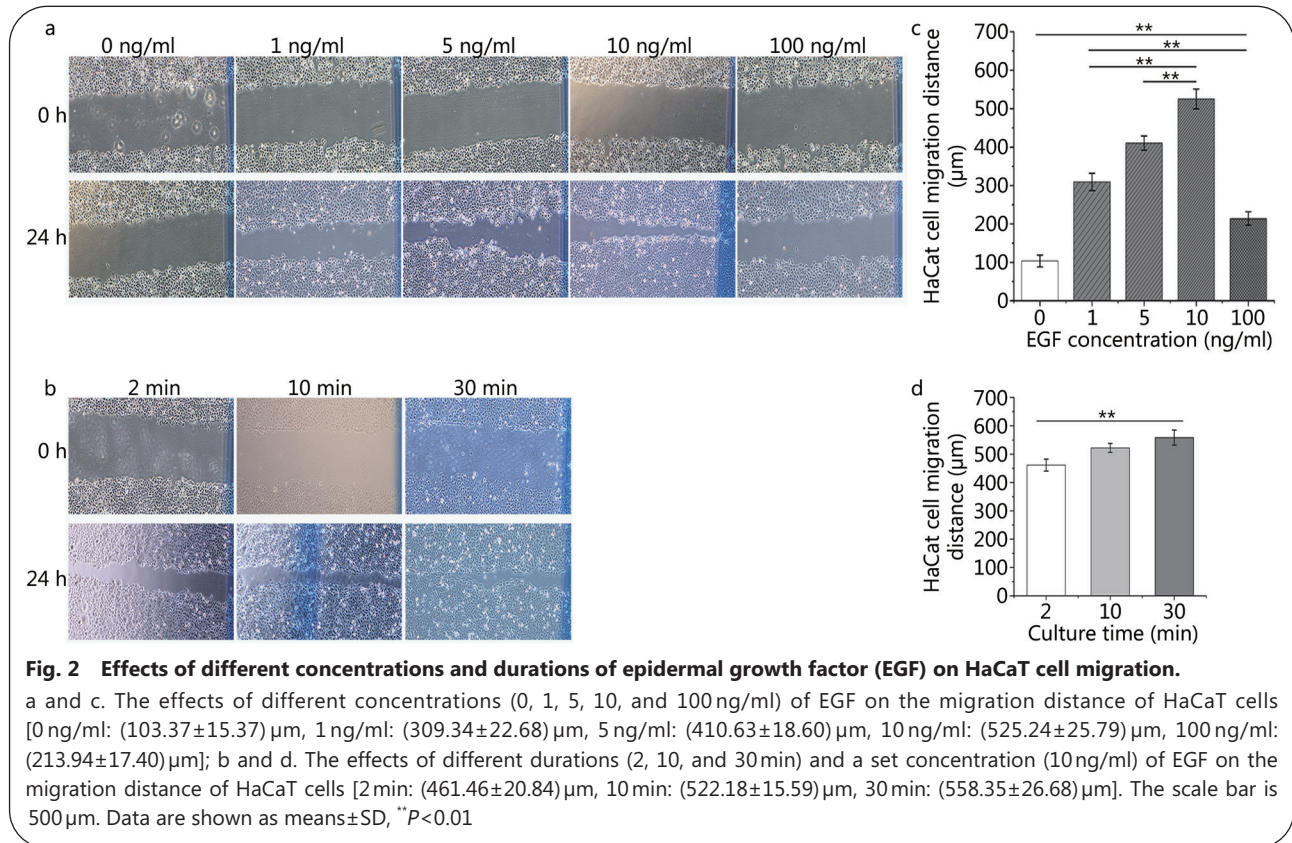 a
0 ng/ml 1 ng/ml 5 ng/ml 10 ng/ml 100 ng/ml
0 h
24 h
c
HaCat cell migration distance
(μm)
700
600
500
400
300
200
100
0
**
**
**
**
0 1 5 10 100
EGF concentration (ng/ml)
b
2 min 10 min 30 min
0 h
24 h
d
HaCat cell migration
distance (μm)
700
600
500
400
300
200
100
0
**
2 10 30
Culture time (min)
Fig. 2 Effects of different concentrations and durations of epidermal growth factor (EGF) on HaCaT cell migration.
a and c. The effects of different concentrations (0, 1, 5, 10, and 100 ng/ml) of EGF on the migration distance of HaCaT cells
[0 ng/ml: (103.37±15.37) μm, 1 ng/ml: (309.34±22.68) μm, 5 ng/ml: (410.63±18.60) μm, 10 ng/ml: (525.24±25.79) μm, 100 ng/ml:
(213.94±17.40) μm]; b and d. The effects of different durations (2, 10, and 30 min) and a set concentration (10 ng/ml) of EGF on the
migration distance of HaCaT cells [2 min: (461.46±20.84) μm, 10 min: (522.18±15.59) μm, 30 min: (558.35±26.68) μm]. The scale bar is
500 μm. Data are shown as means±SD, **P<0.01